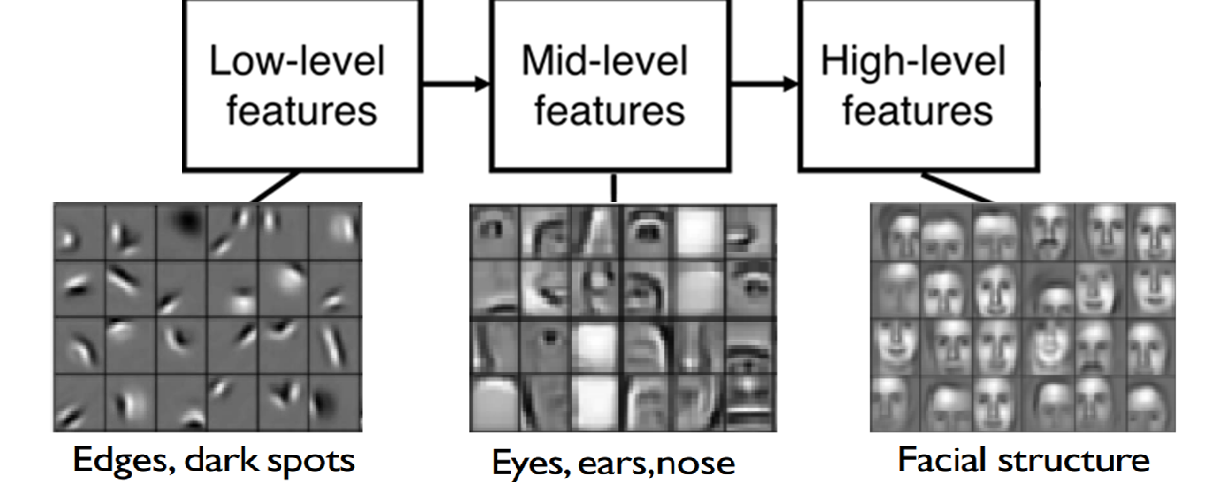 Low-level
features
Mid-level
features
High-level
features
Edges, dark spots
Eyes, ears,nose
Facial structure